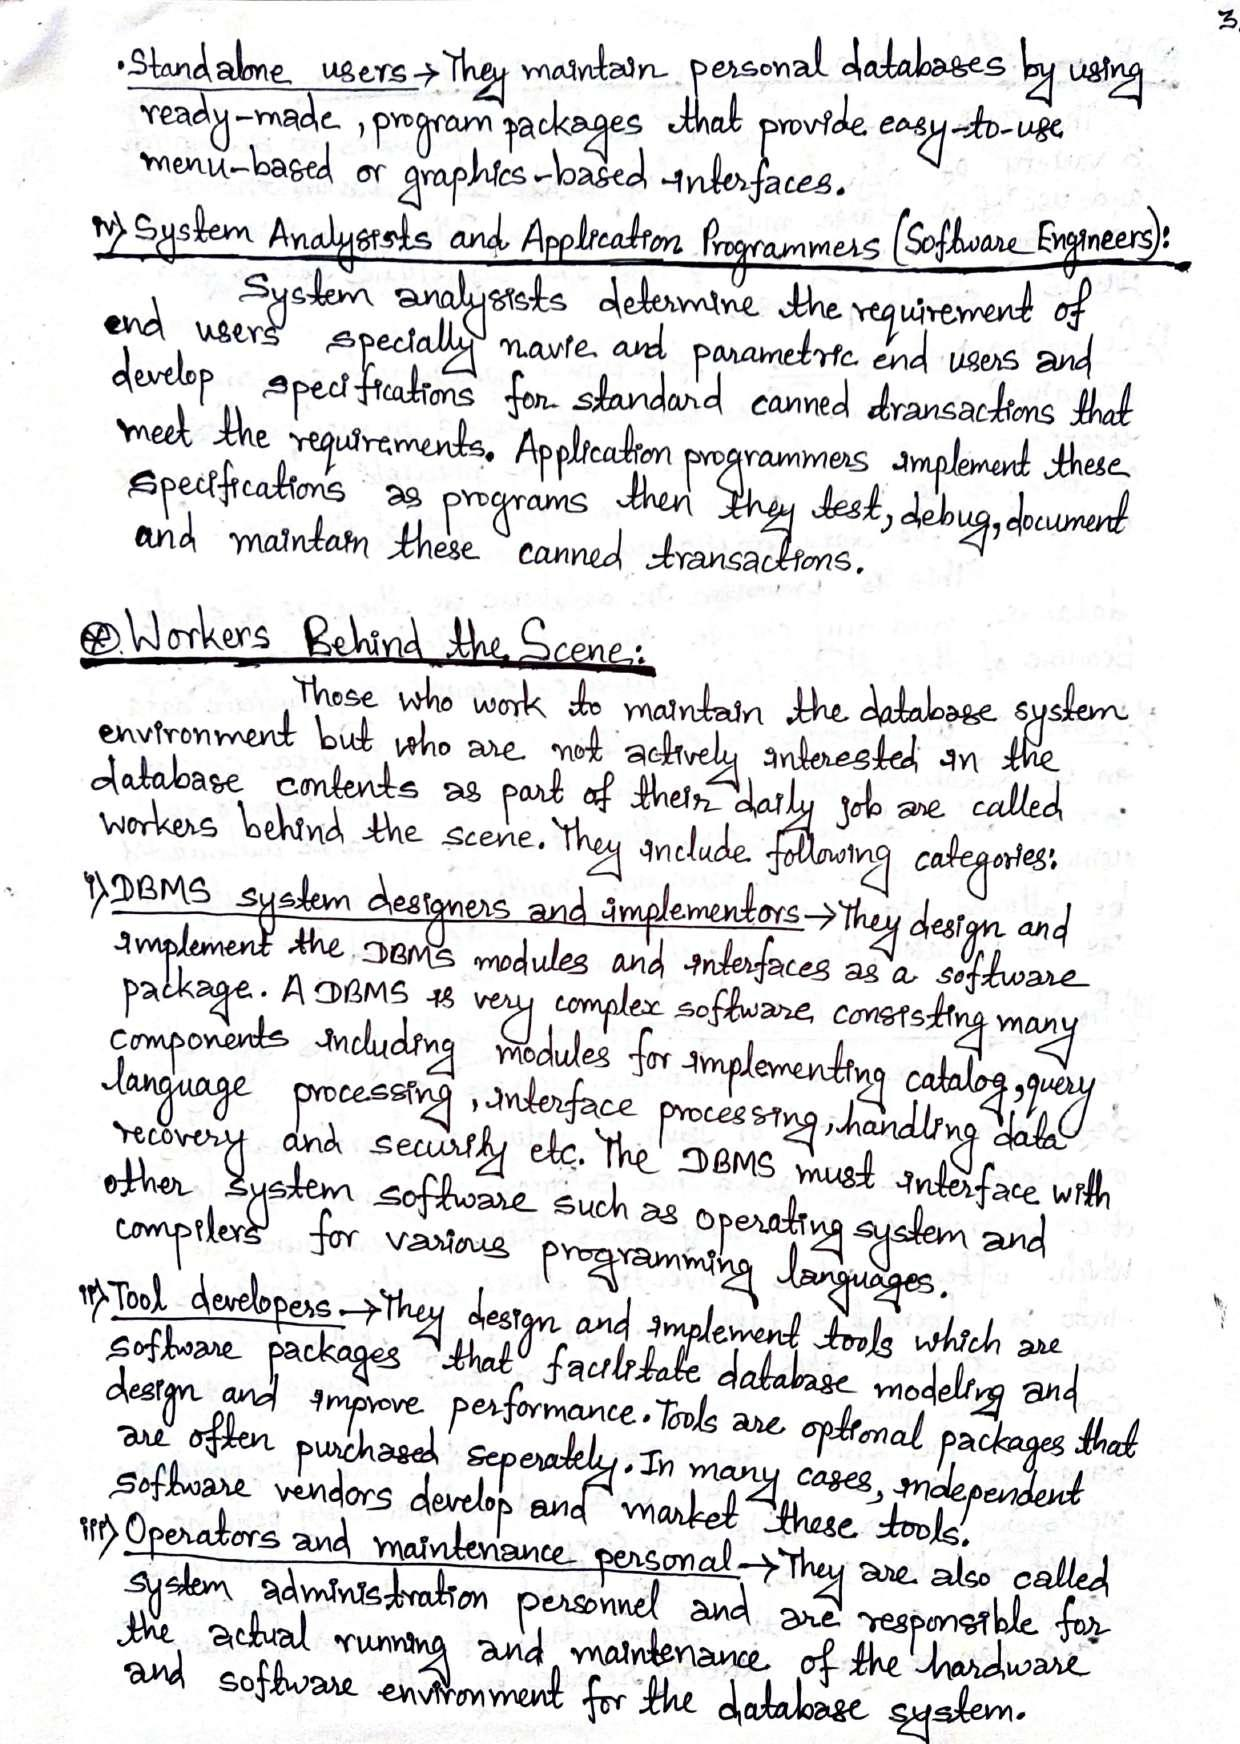 3.
•Standalone users→They maintain personal databases by using
ready-made, program packages that provide easy-to-use
menu-based or graphics-based interfaces.
iv) System Analysists and Application Programmers (Software Engineers):
System analysists determine the requirement of
end users specially navie and parametric end users and
develop specifications for standard canned transactions that
meet the requirements. Application programmers implement these
specifications as programs then they test, debug, document
and maintain these canned transactions.
⊛.Workers Behind the Scene:
Those who work to maintain the database system
environment but who are not actively interested in the
database contents as part of their daily job are called
workers behind the scene. They include following categories:
i) DBMS system designers and implementors→They design and
implement the DBMS modules and interfaces as a software
package. A DBMS is very complex software consisting many
components including modules for implementing catalog, query
language processing, interface processing, handling data
recovery and security etc. The DBMS must interface with
other system software such as operating system and
compilers for various programming languages.
ii) Tool developers→They design and implement tools which are
software packages that facilitate database modeling and
design and improve performance. Tools are optional packages that
are often purchased seperately. In many cases, independent
software vendors develop and market these tools.
iii) Operators and maintenance personal→They are also called
system administration personnel and are responsible for
the actual running and maintenance of the hardware
and software environment for the database system.